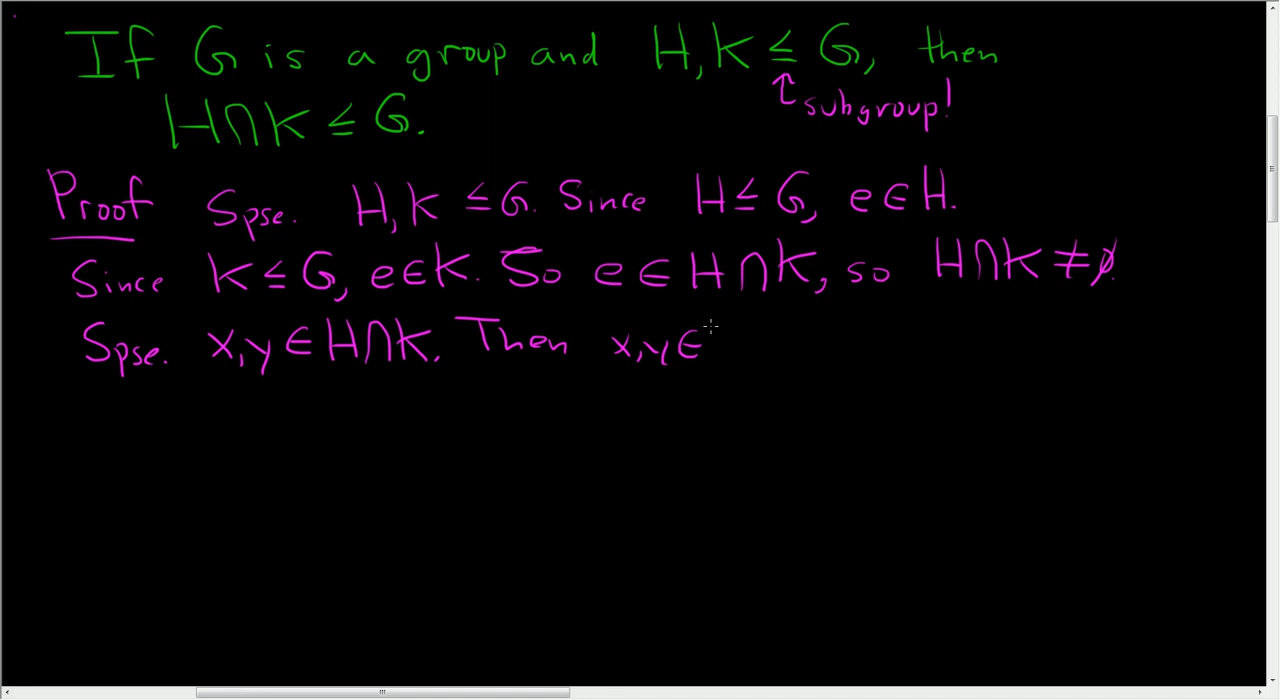 If G is a group and H, K ≤ G, then
↑ subgroup!
H∩K ≤ G.
Proof Spse. H, K ≤ G. Since H ≤ G, e∈H.
Since K ≤ G, e∈K. So e ∈ H∩K, so H∩K ≠ ∅.
Spse. x, y ∈ H∩K. Then x, y ∈